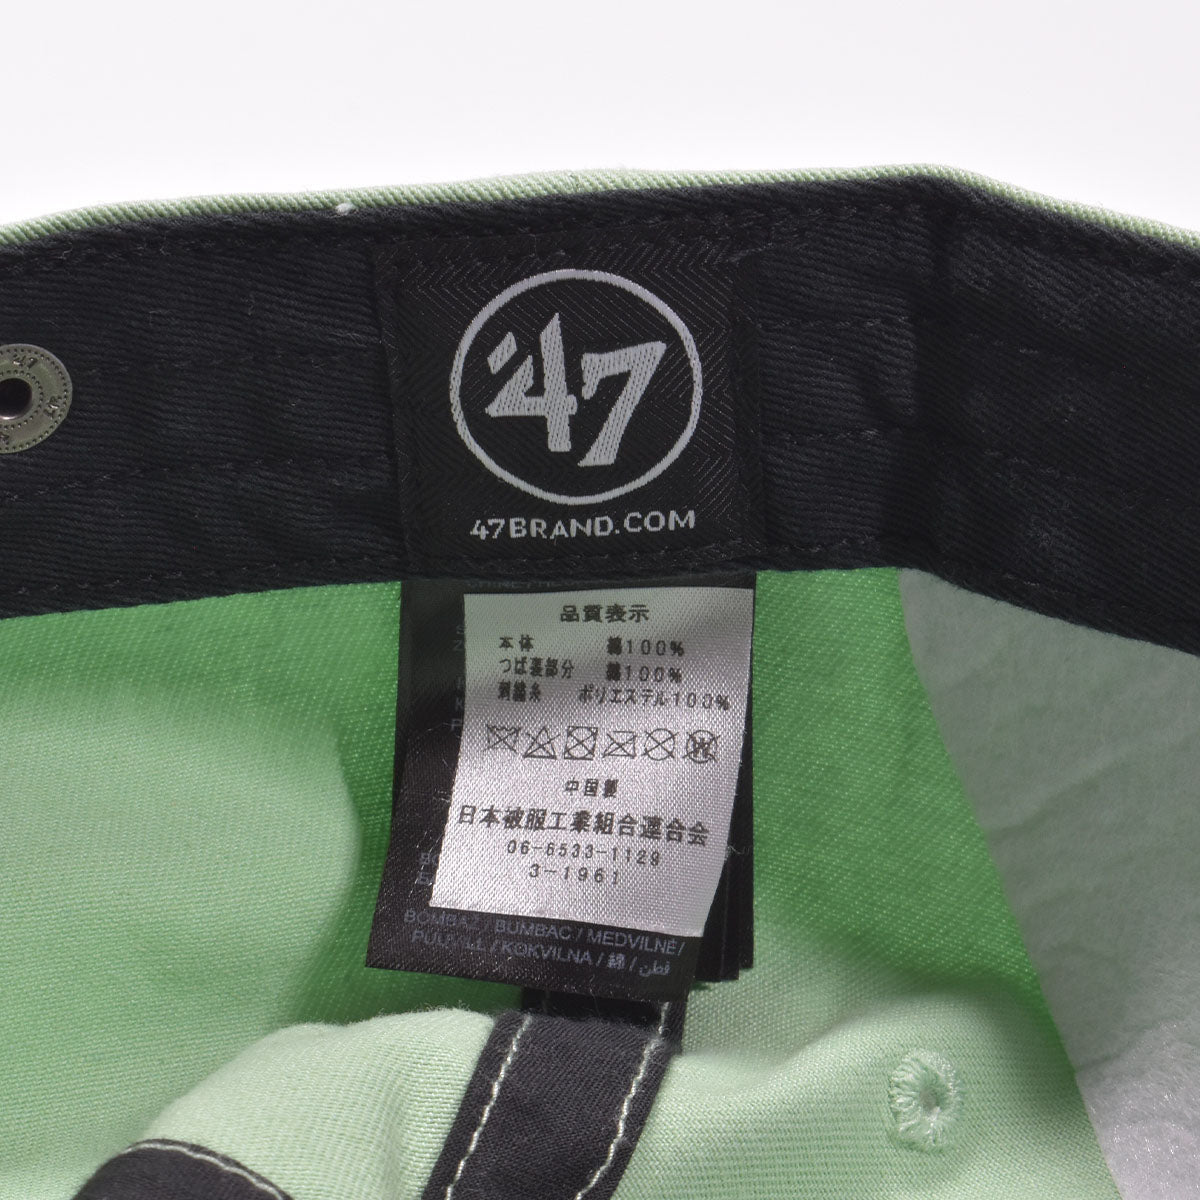 '47
47BRAND.COM
品質表示
本体 綿100%
つば裏部分 綿100%
刺繍糸 ポリエステル100%
中国製
日本被服工業組合連合会
06-6533-1129
3-1961
BOMBAZ / BUMBAC / MEDVILNĖ /
PUUVILL / KOKVILNA / 綿 / قطن